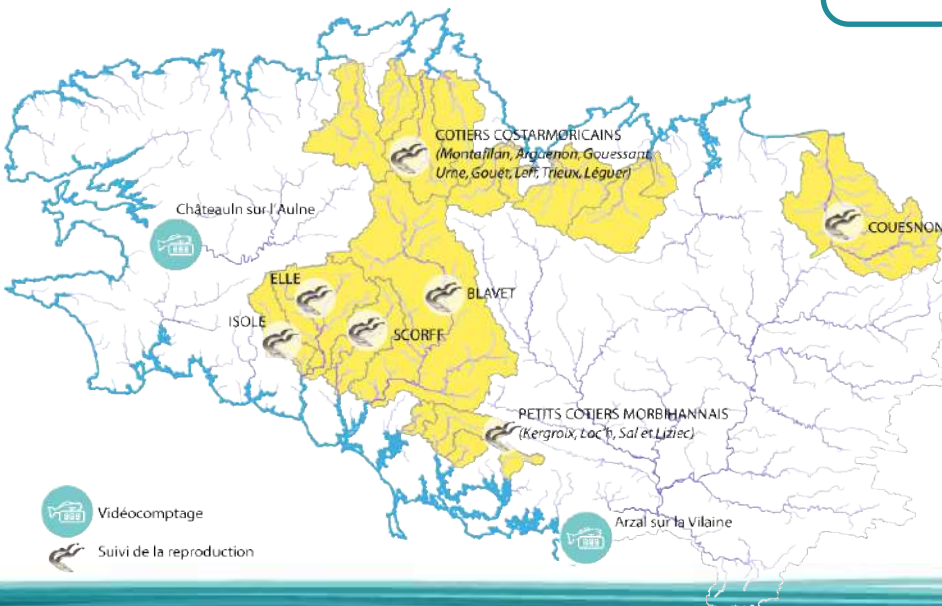 COTIERS COSTARMORICAINS
(Montafilan, Arguenon, Gouessant,
Urne, Gouët, Leff, Trieux, Léguer)
Châteauln sur l'Aulne
COUESNON
ELLE
BLAVET
ISOLE
SCORFF
PETITS COTIERS MORBIHANNAIS
(Kergroix, Loc'h, Sal et Liziec)
Vidéocomptage
Arzal sur la Vilaine
Suivi de la reproduction